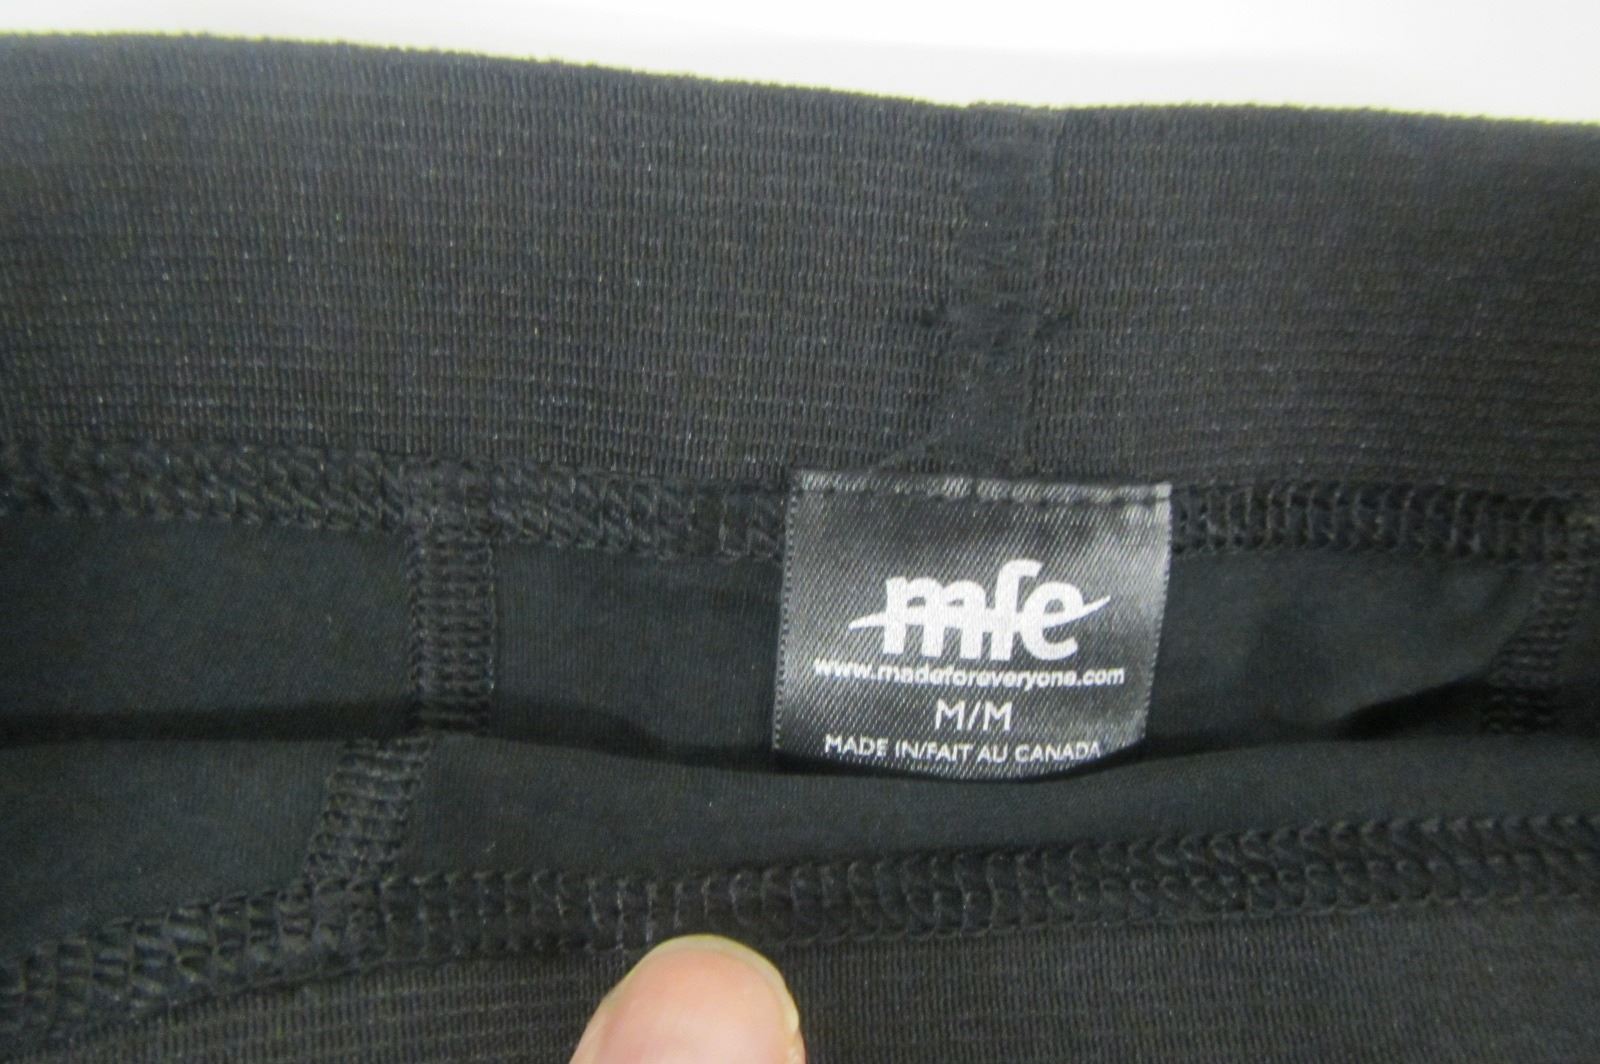 mfe
www.madeforeveryone.com
M/M
MADE IN/FAIT AU CANADA